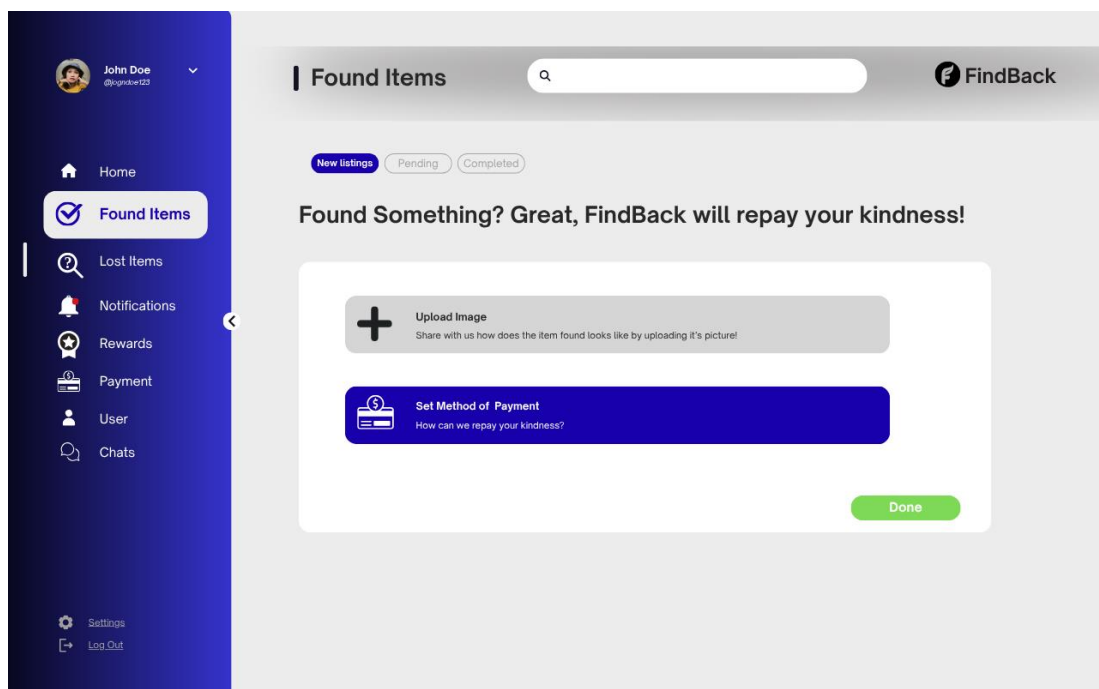 John Doe
@jogndoe123
Home
Found Items
Lost Items
Notifications
Rewards
Payment
User
Chats
Settings
Log Out
Found Items
FindBack
New listings
Pending
Completed
Found Something? Great, FindBack will repay your kindness!
Upload Image
Share with us how does the item found looks like by uploading it's picture!
Set Method of Payment
How can we repay your kindness?
Done